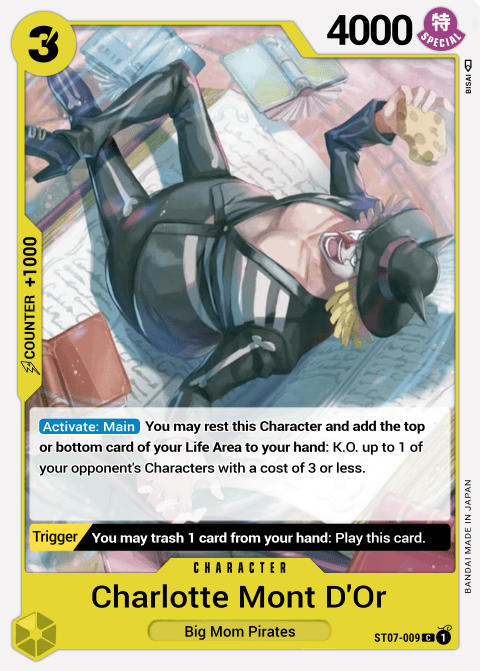 3
4000
特
SPECIAL
BISAI
COUNTER +1000
Activate: Main You may rest this Character and add the top
or bottom card of your Life Area to your hand: K.O. up to 1 of
your opponent's Characters with a cost of 3 or less.
Trigger You may trash 1 card from your hand: Play this card.
BANDAI MADE IN JAPAN
CHARACTER
Charlotte Mont D'Or
Big Mom Pirates
ST07-009 C 1